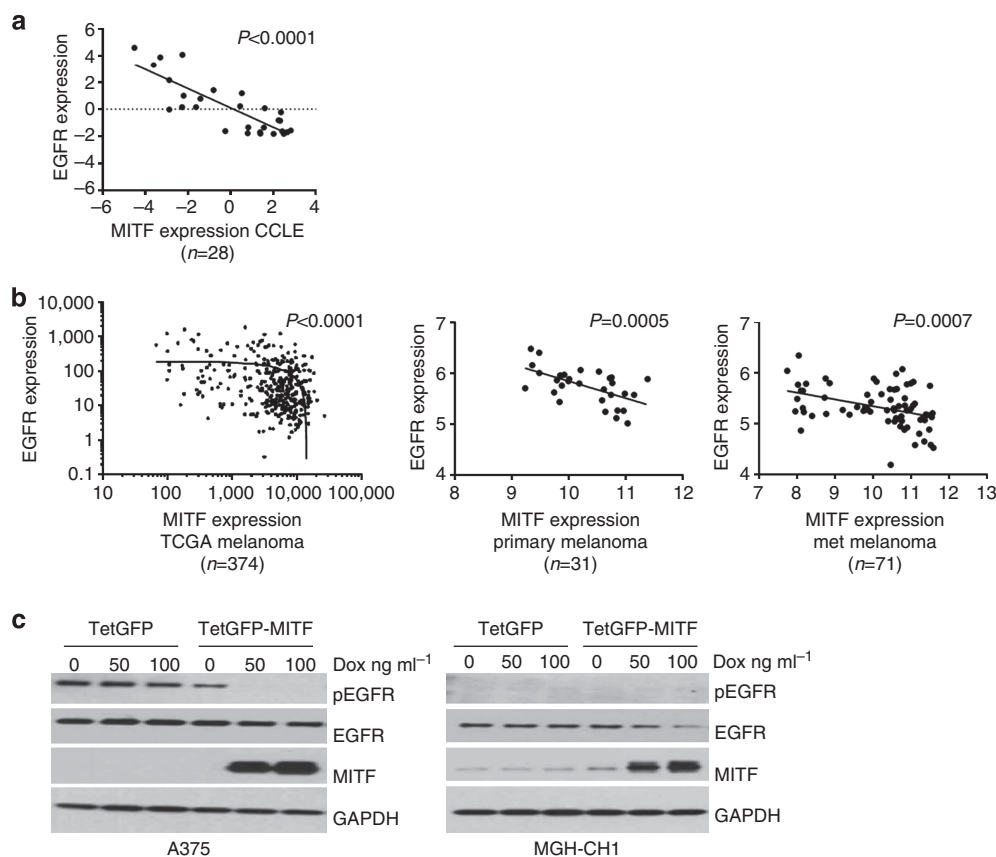 a
6
4
2
0
–2
–4
–6
EGFR expression
P<0.0001
–6 –4 –2 0 2 4
MITF expression CCLE
(n=28)
b
10,000
1,000
100
10
1
0.1
EGFR expression
P<0.0001
10 1,000 10,000 100,000
MITF expression
TCGA melanoma
(n=374)
7
6
5
4
EGFR expression
P=0.0005
8 9 10 11 12
MITF expression
primary melanoma
(n=31)
7
6
5
4
EGFR expression
P=0.0007
7 8 9 10 11 12 13
MITF expression
met melanoma
(n=71)
c
TetGFP TetGFP-MITF
0 50 100 0 50 100 Dox ng ml–1
pEGFR
EGFR
MITF
GAPDH
A375
TetGFP TetGFP-MITF
0 50 100 0 50 100 Dox ng ml–1
pEGFR
EGFR
MITF
GAPDH
MGH-CH1